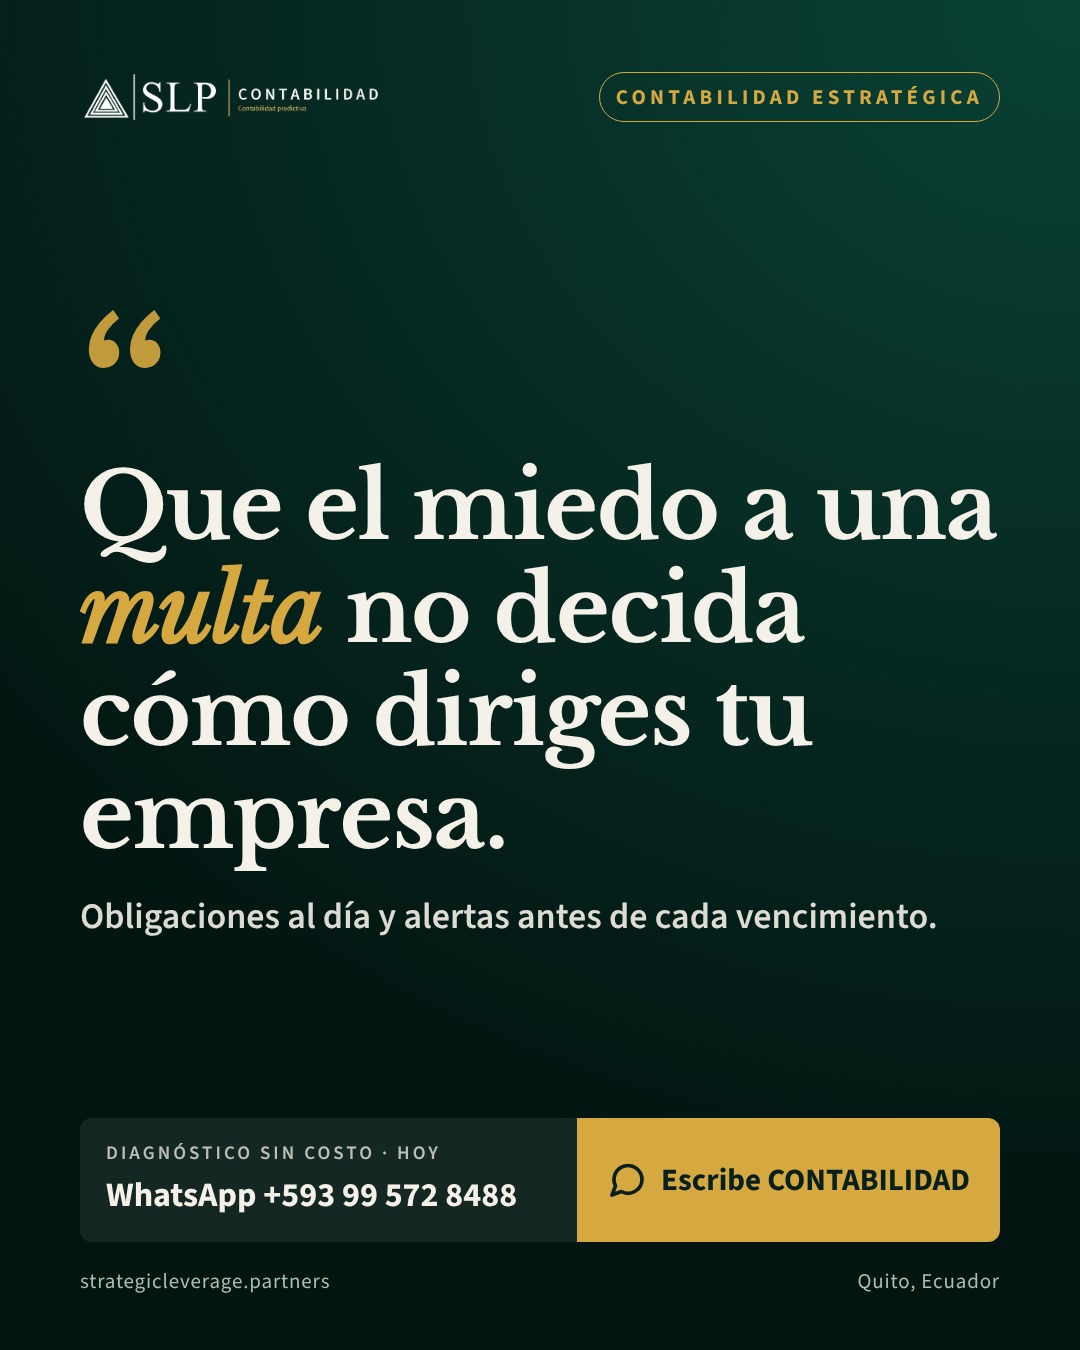 SLP CONTABILIDAD
Contabilidad predictiva
CONTABILIDAD ESTRATÉGICA
“
Que el miedo a una
multa no decida
cómo diriges tu
empresa.
Obligaciones al día y alertas antes de cada vencimiento.
DIAGNÓSTICO SIN COSTO · HOY
WhatsApp +593 99 572 8488
Escribe CONTABILIDAD
strategicleverage.partners
Quito, Ecuador